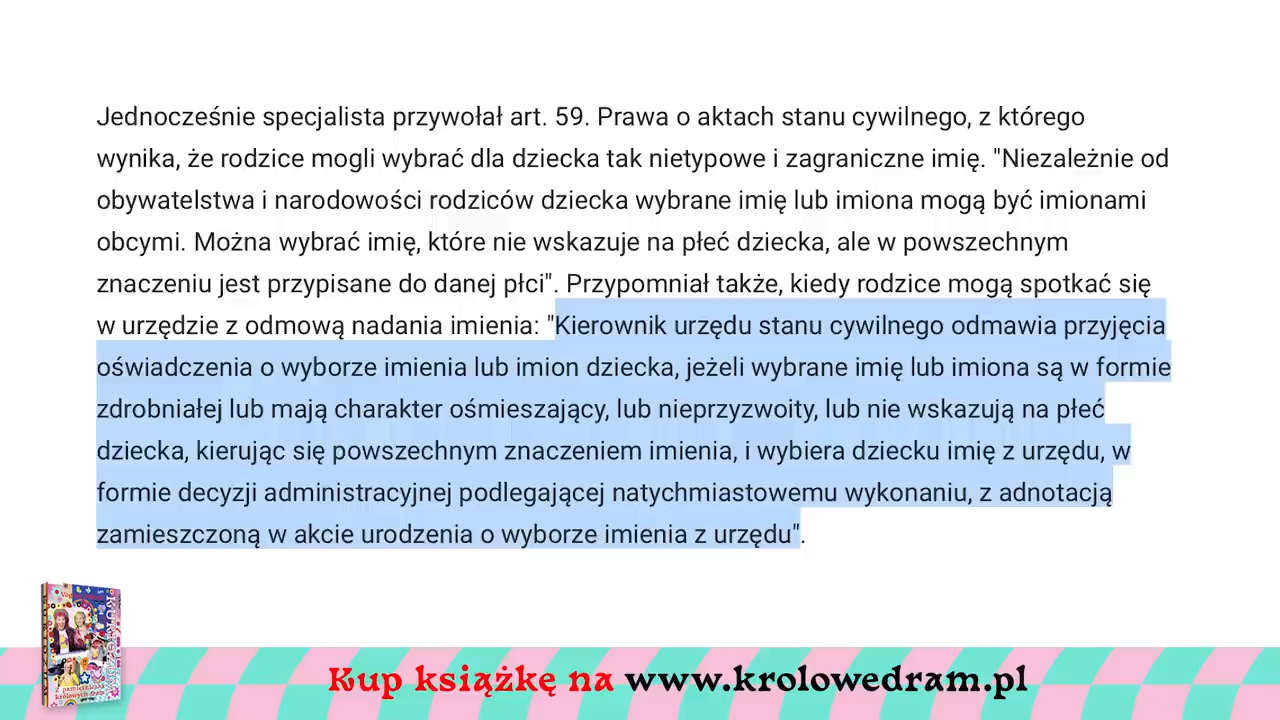 Jednocześnie specjalista przywołał art. 59. Prawa o aktach stanu cywilnego, z którego
wynika, że rodzice mogli wybrać dla dziecka tak nietypowe i zagraniczne imię. "Niezależnie od
obywatelstwa i narodowości rodziców dziecka wybrane imię lub imiona mogą być imionami
obcymi. Można wybrać imię, które nie wskazuje na płeć dziecka, ale w powszechnym
znaczeniu jest przypisane do danej płci". Przypomniał także, kiedy rodzice mogą spotkać się
w urzędzie z odmową nadania imienia: "Kierownik urzędu stanu cywilnego odmawia przyjęcia
oświadczenia o wyborze imienia lub imion dziecka, jeżeli wybrane imię lub imiona są w formie
zdrobniałej lub mają charakter ośmieszający, lub nieprzyzwoity, lub nie wskazują na płeć
dziecka, kierując się powszechnym znaczeniem imienia, i wybiera dziecku imię z urzędu, w
formie decyzji administracyjnej podlegającej natychmiastowemu wykonaniu, z adnotacją
zamieszczoną w akcie urodzenia o wyborze imienia z urzędu".
Z pamiętnika
królowych dram
Kup książkę na www.krolowedram.pl